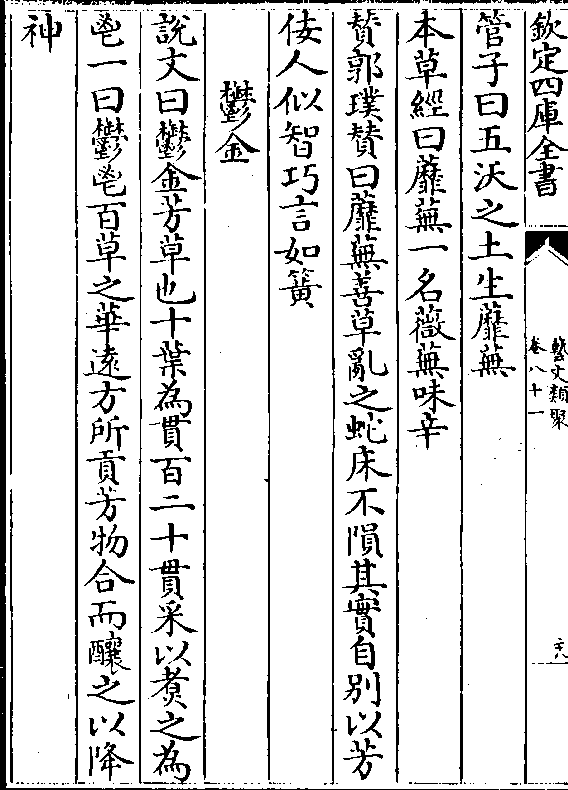 欽定四庫全書
藝文類聚
卷八十一
管子曰五沃之土生蘼蕪
本草經曰蘼蕪一名薇蕪味辛
贊郭璞贊曰蘼蕪善草亂之蛇床不隕其實自别以芳
佞人似智巧言如簧
鬱金
說文曰鬱金芳草也十葉為貫百二十貫采以煑之為
鬯一曰鬱鬯百草之華遠方所貢芳物合而釀之以降
神